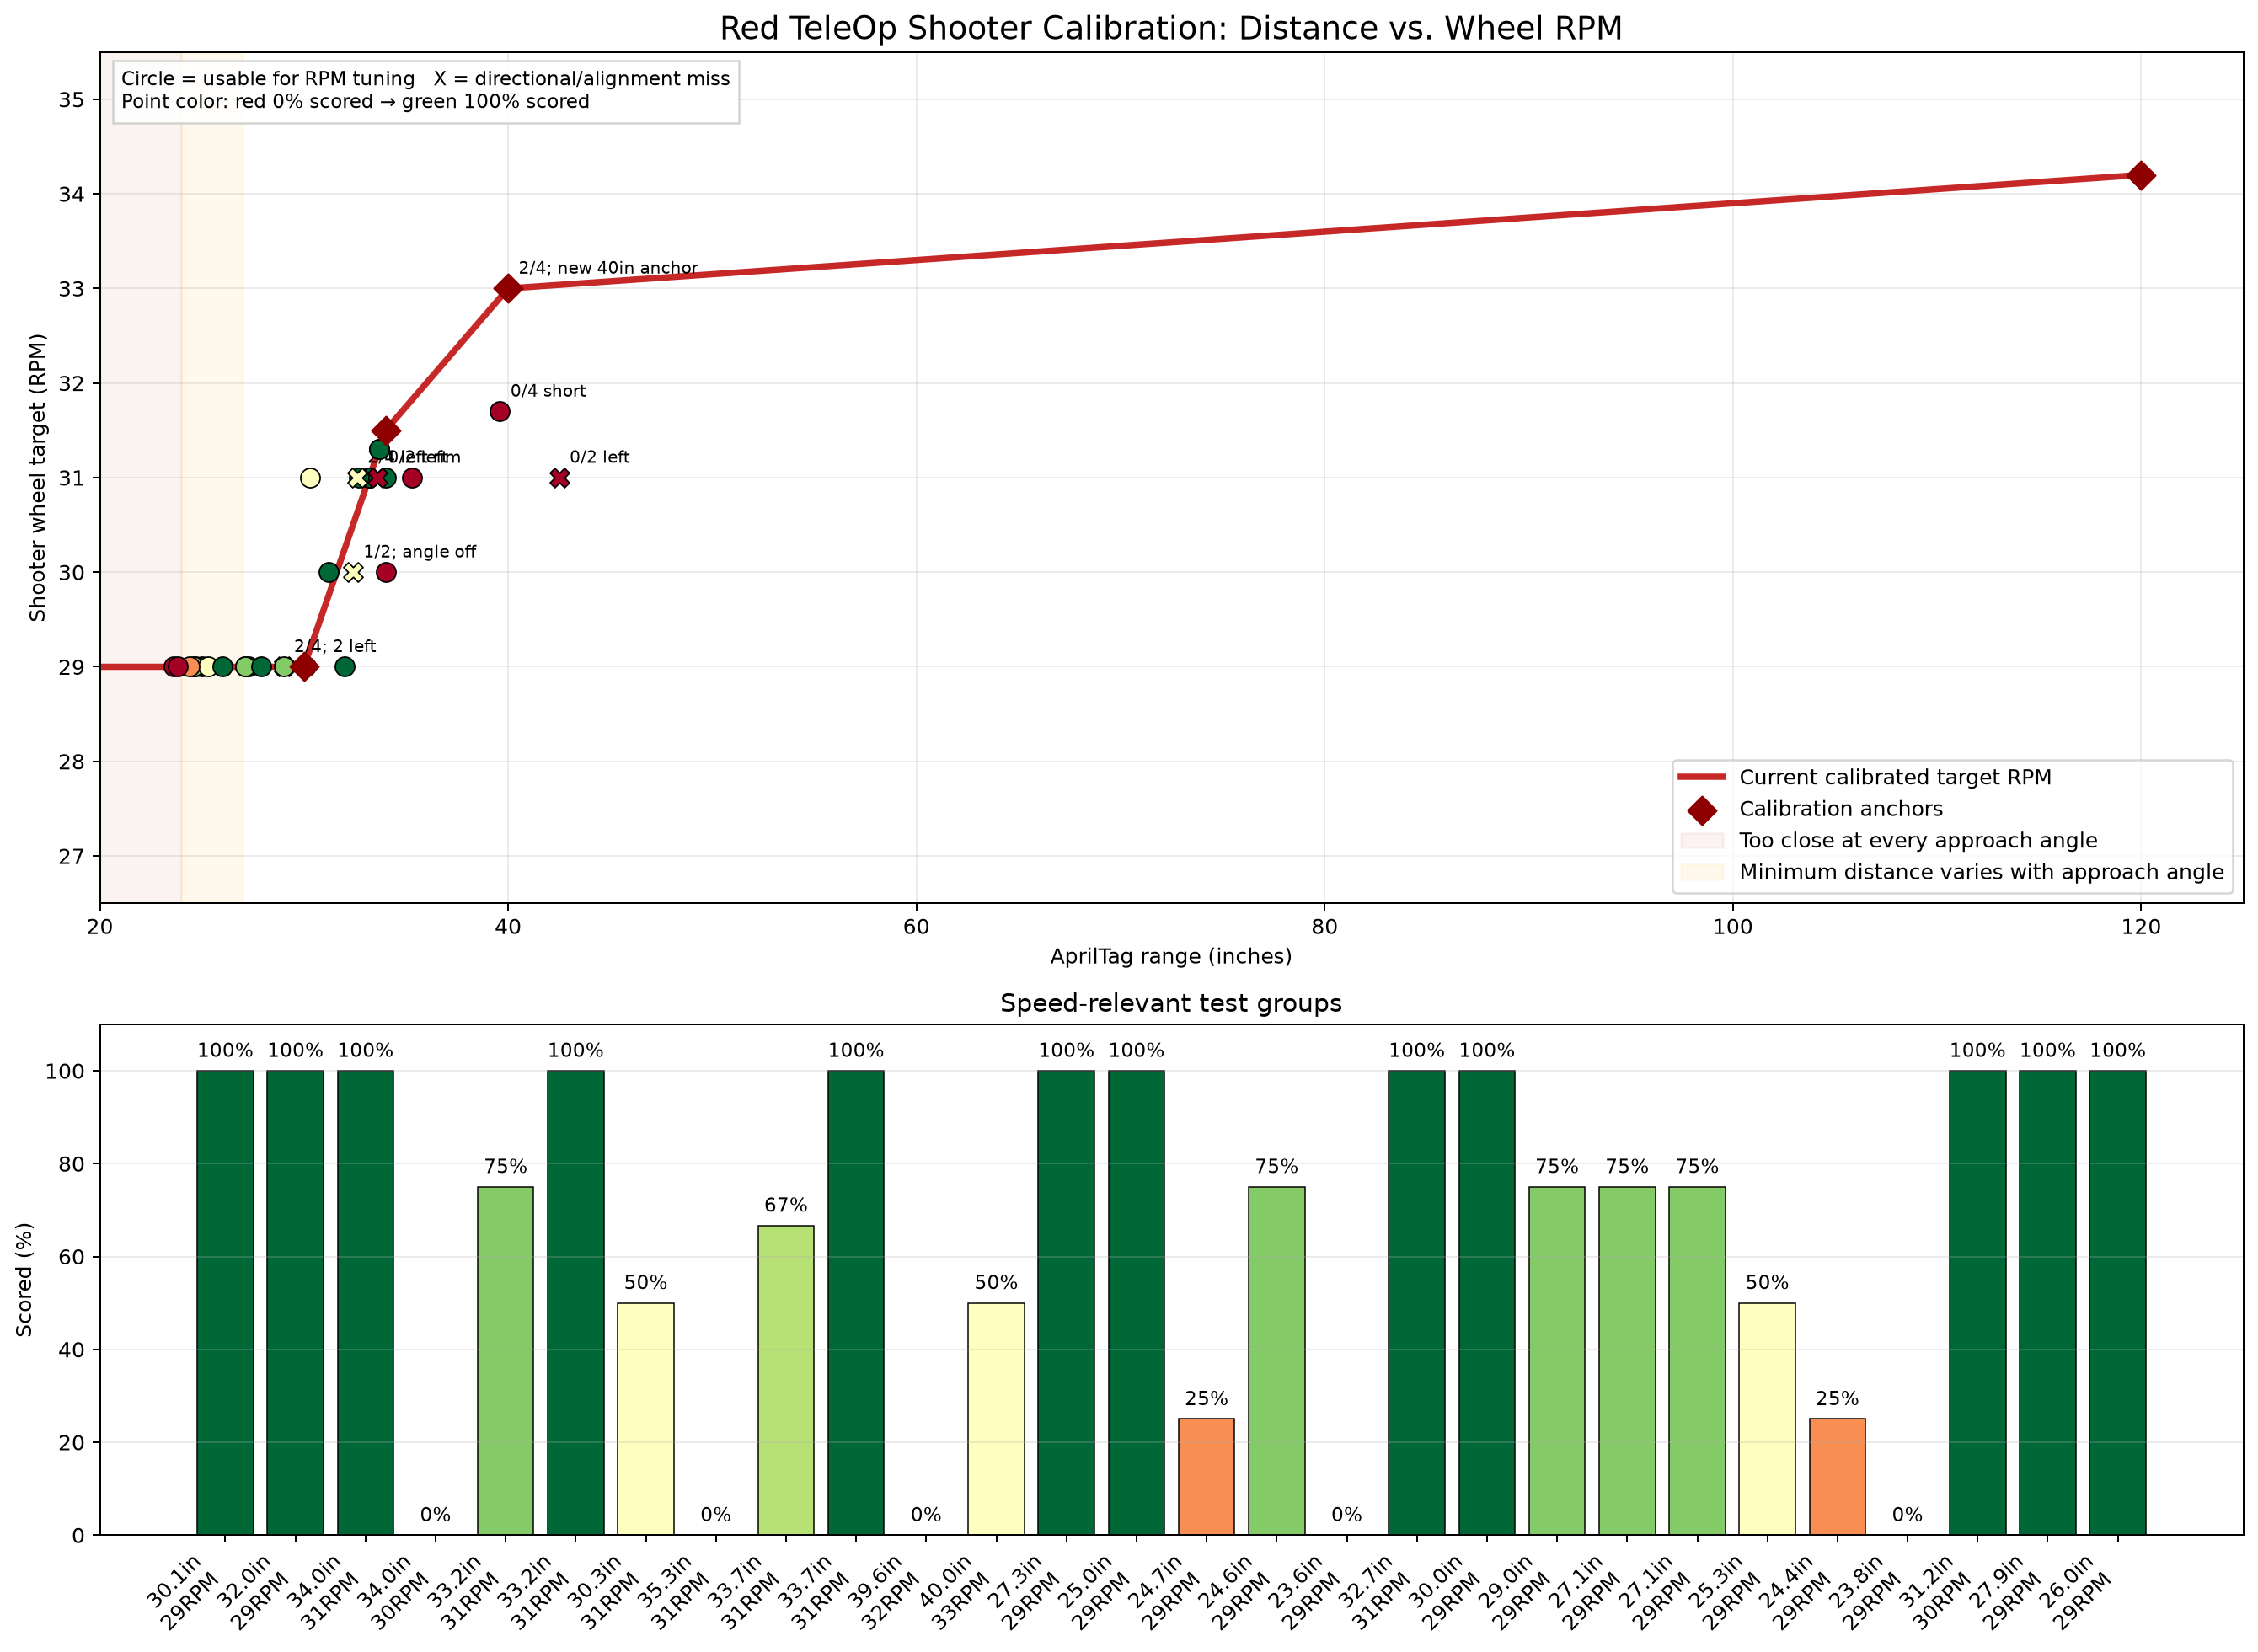 Red TeleOp Shooter Calibration: Distance vs. Wheel RPM
Circle = usable for RPM tuning   X = directional/alignment miss
Point color: red 0% scored → green 100% scored
Shooter wheel target (RPM)
35
34
33
32
31
30
29
28
27
2/4; new 40in anchor
0/4 short
0/2 left
1/2; angle off
2/4; 2 left
Current calibrated target RPM
Calibration anchors
Too close at every approach angle
Minimum distance varies with approach angle
20
40
60
80
100
120
AprilTag range (inches)
Speed-relevant test groups
Scored (%)
100
80
60
40
20
0
100%
100%
100%
0%
75%
100%
50%
0%
67%
100%
0%
50%
100%
100%
25%
75%
0%
100%
100%
75%
75%
75%
50%
25%
0%
100%
100%
100%
30.1in
29RPM
32.0in
29RPM
34.0in
31RPM
34.0in
30RPM
33.2in
31RPM
33.2in
31RPM
30.3in
31RPM
35.3in
31RPM
33.7in
31RPM
33.7in
31RPM
39.6in
32RPM
40.0in
33RPM
27.3in
29RPM
25.0in
29RPM
24.7in
29RPM
24.6in
29RPM
23.6in
29RPM
32.7in
31RPM
30.0in
29RPM
29.0in
29RPM
27.1in
29RPM
27.1in
29RPM
25.3in
29RPM
24.4in
29RPM
23.8in
29RPM
31.2in
30RPM
27.9in
29RPM
26.0in
29RPM